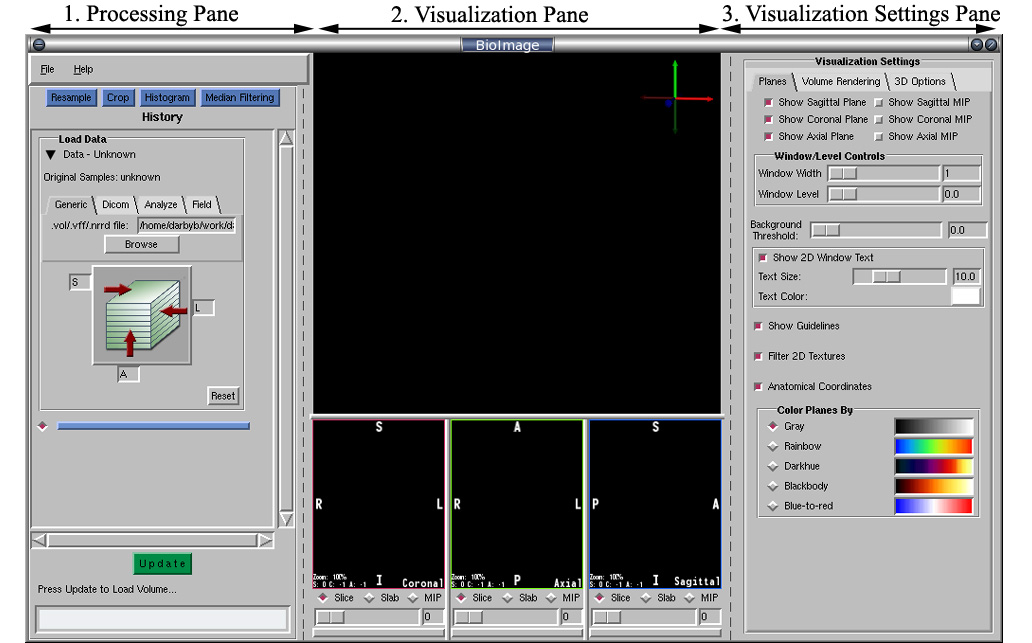 1. Processing Pane
2. Visualization Pane
3. Visualization Settings Pane
BioImage
File Help
Resample Crop Histogram Median Filtering
History
Load Data
Data - Unknown
Original Samples: unknown
Generic Dicom Analyze Field
.vol/.vff/.nrrd file: /home/darbyb/work/d
Browse
S
L
A
Reset
Update
Press Update to Load Volume...
S
R L
I
Zoom: 100%
S: 0 C: -1 A: -1
Coronal
A
R L
P
Zoom: 100%
S: 0 C: -1 A: -1
Axial
S
P A
I
Zoom: 100%
S: 0 C: -1 A: -1
Sagittal
Slice Slab MIP
0
Slice Slab MIP
0
Slice Slab MIP
0
Visualization Settings
Planes Volume Rendering 3D Options
Show Sagittal Plane Show Sagittal MIP
Show Coronal Plane Show Coronal MIP
Show Axial Plane Show Axial MIP
Window/Level Controls
Window Width 1
Window Level 0.0
Background
Threshold: 0.0
Show 2D Window Text
Text Size: 10.0
Text Color:
Show Guidelines
Filter 2D Textures
Anatomical Coordinates
Color Planes By
Gray
Rainbow
Darkhue
Blackbody
Blue-to-red